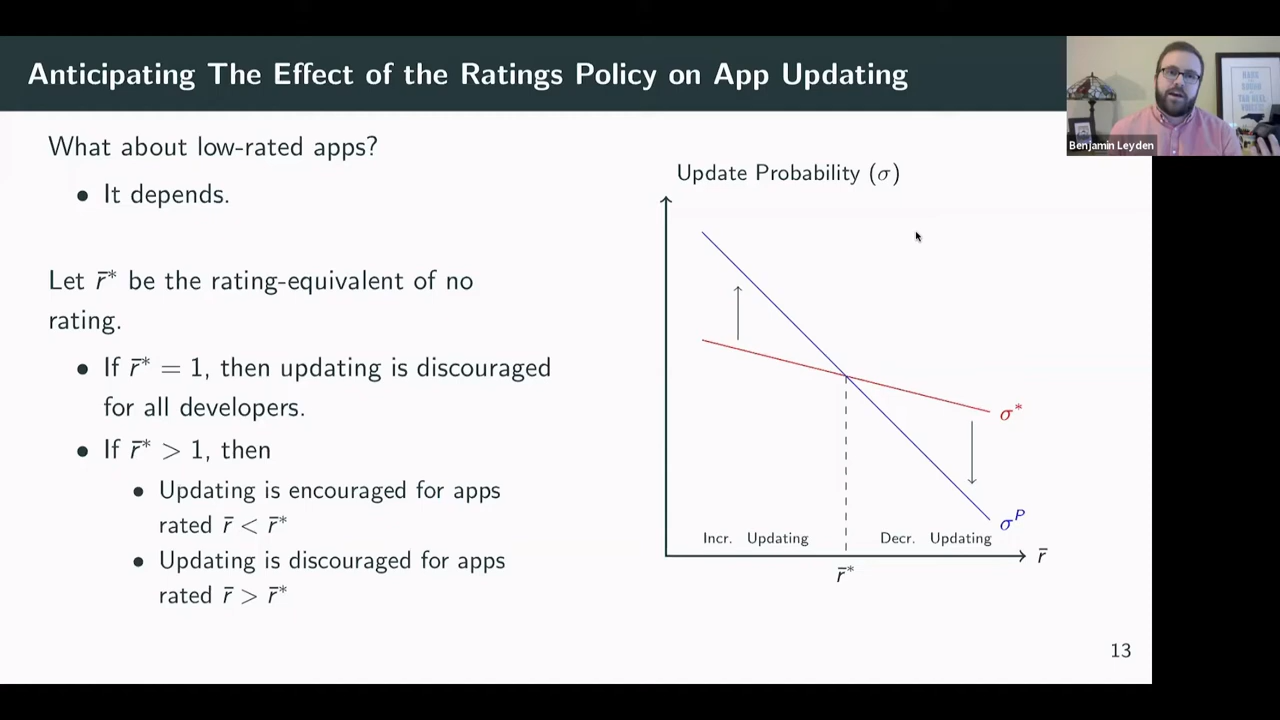 Anticipating The Effect of the Ratings Policy on App Updating
What about low-rated apps?
• It depends.
Let r̄* be the rating-equivalent of no
rating.
• If r̄* = 1, then updating is discouraged
for all developers.
• If r̄* > 1, then
• Updating is encouraged for apps
rated r̄ < r̄*
• Updating is discouraged for apps
rated r̄ > r̄*
Update Probability (σ)
σ*
σᴾ
Incr. Updating
Decr. Updating
r̄
r̄*
13
Benjamin Leyden